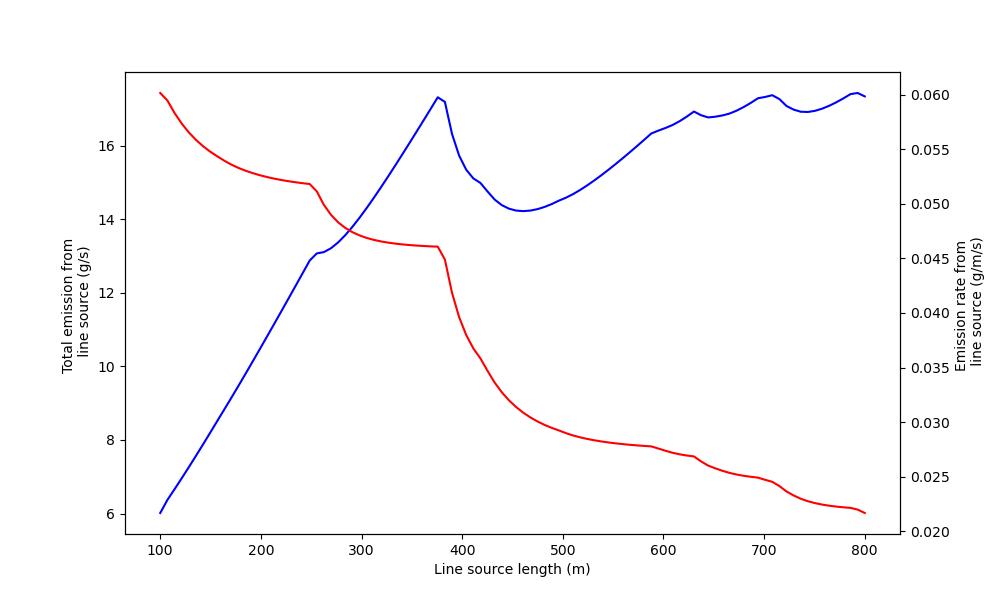 16
14
12
10
8
6
Total emission from
line source (g/s)
0.060
0.055
0.050
0.045
0.040
0.035
0.030
0.025
0.020
Emission rate from
line source (g/m/s)
100 200 300 400 500 600 700 800
Line source length (m)